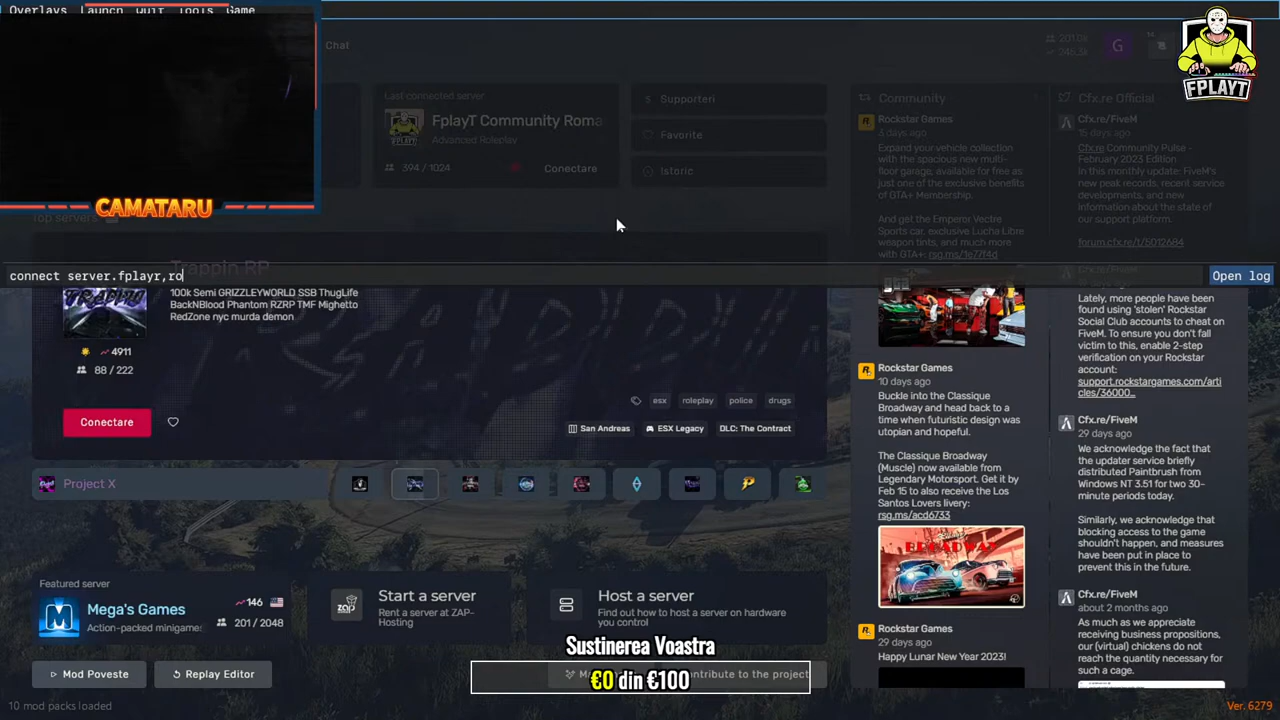 Overlays Launch Quit Tools Game
Chat
201.0k
245.3k
G
FPLAYT
CAMATARU
Last connected server
FplayT Community Roma
Advanced Roleplay
394 / 1024
Conectare
Supporteri
Favorite
Istoric
Top servers
connect server.fplayr,ro
Open log
Trappin RP
100k Semi GRIZZLEYWORLD SSB ThugLife
BackNBlood Phantom RZRP TMF Mighetto
RedZone nyc murda demon
4911
88 / 222
Conectare
esx roleplay police drugs
San Andreas ESX Legacy DLC: The Contract
Project X
Featured server
Mega's Games
Action-packed minigame
146
201 / 2048
Start a server
Rent a server at ZAP-
Hosting
Host a server
Find out how to host a server on hardware
you control
Mod Poveste
Replay Editor
ontribute to the project
Sustinerea Voastra
€0 din €100
10 mod packs loaded
Community
Rockstar Games
3 days ago
Expand your vehicle collection
with the spacious new multi-
floor garage, available for free as
just one of the exclusive benefits
of GTA+ Membership.
And get the Emperor Vectre
Sports car, exclusive Lucha Libre
weapon tints, and much more
with GTA+: rsg.ms/1e77f4d
Rockstar Games
10 days ago
Buckle into the Classique
Broadway and head back to a
time when futuristic design was
utopian and hopeful.
The Classique Broadway
(Muscle) now available from
Legendary Motorsport. Get it by
Feb 15 to also receive the Los
Santos Lovers livery:
rsg.ms/acd6733
BROADWAY
Rockstar Games
29 days ago
Happy Lunar New Year 2023!
Cfx.re Official
Cfx.re/FiveM
15 days ago
Cfx.re Community Pulse -
February 2023 Edition
In this monthly update: FiveM's
new peak records, recent service
developments, and new
information about the state of
our support platform.
forum.cfx.re/t/5012684
Cfx.re/FiveM
Lately, more people have been
found using 'stolen' Rockstar
Social Club accounts to cheat on
FiveM. To ensure you don't fall
victim to this, enable 2-step
verification on your Rockstar
account:
support.rockstargames.com/arti
cles/36000...
Cfx.re/FiveM
29 days ago
We acknowledge the fact that
the updater service briefly
distributed Paintbrush from
Windows NT 3.51 for two 30-
minute periods today.
Similarly, we acknowledge that
blocking access to the game
shouldn't happen, and measures
have been put in place to
prevent this in the future.
Cfx.re/FiveM
about 2 months ago
As much as we appreciate
receiving business propositions,
our (virtual) chickens do not
reach the quantity necessary for
such a cage.
Ver. 6279